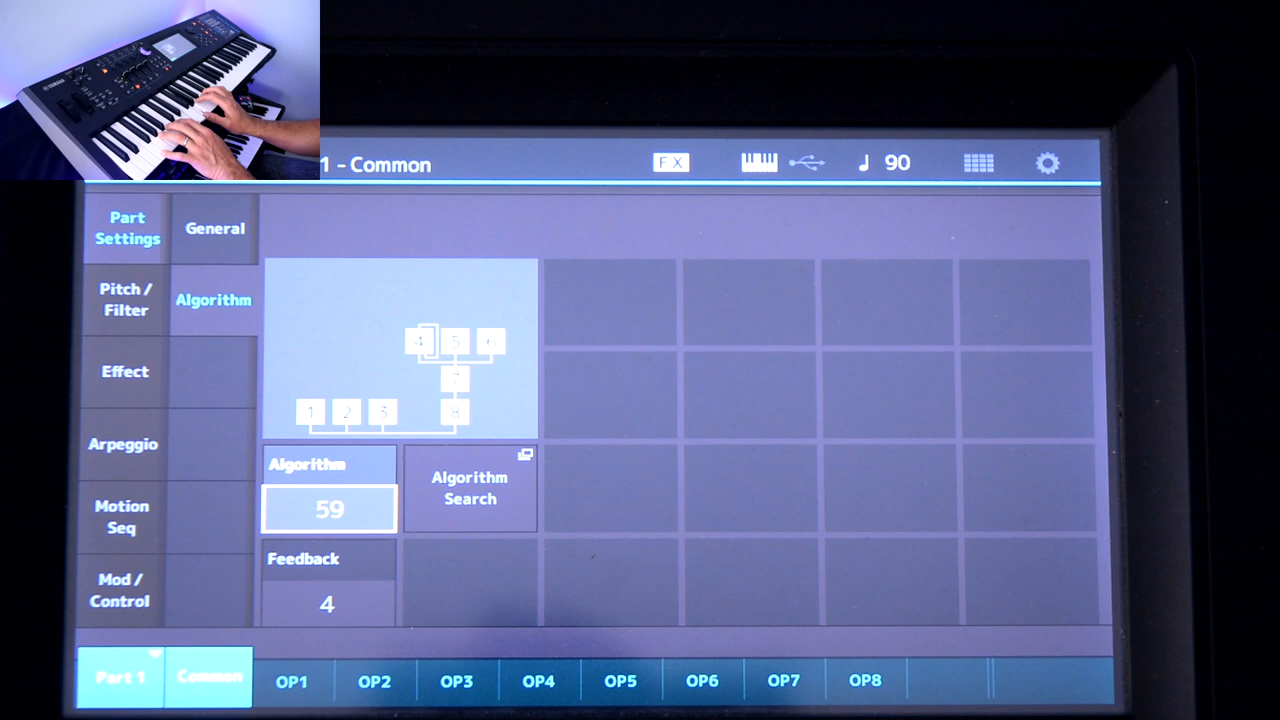 YAMAHA
1 - Common
FX
90
Part
Settings
General
Pitch /
Filter
Algorithm
Effect
Arpeggio
Motion
Seq
Mod /
Control
4 5 6
7
1 2 3 8
Algorithm
59
Algorithm
Search
Feedback
4
Part 1
Common
OP1
OP2
OP3
OP4
OP5
OP6
OP7
OP8